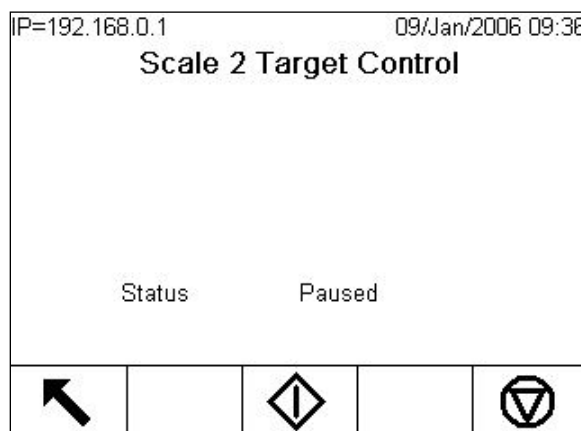 IP=192.168.0.1 09/Jan/2006 09:36
Scale 2 Target Control
Status Paused